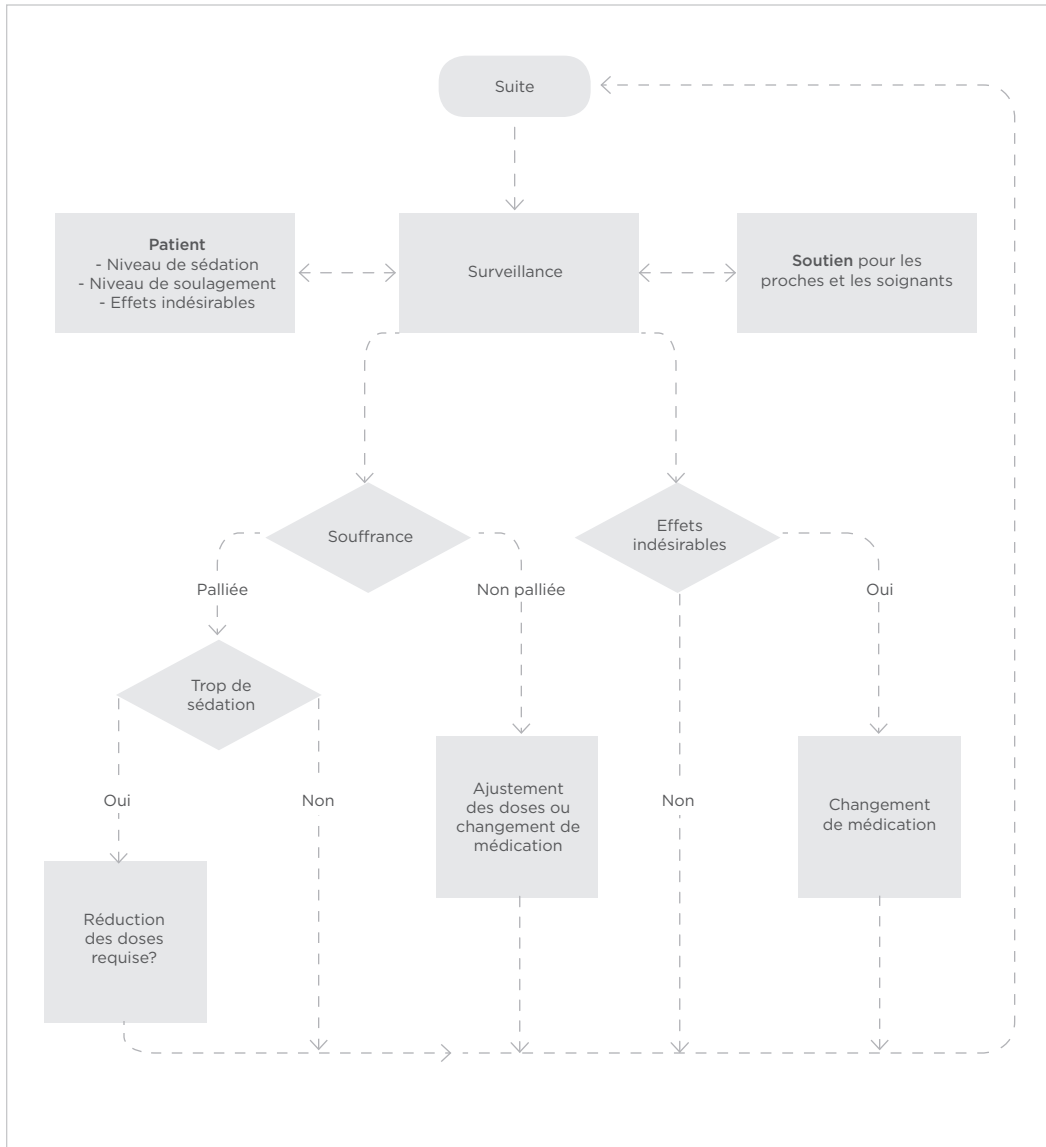 Suite
Patient
- Niveau de sédation
- Niveau de soulagement
- Effets indésirables
Surveillance
Soutien pour les
proches et les soignants
Souffrance
Effets
indésirables
Palliée
Non palliée
Oui
Trop de
sédation
Oui
Non
Ajustement
des doses ou
changement de
médication
Non
Changement
de médication
Réduction
des doses
requise?